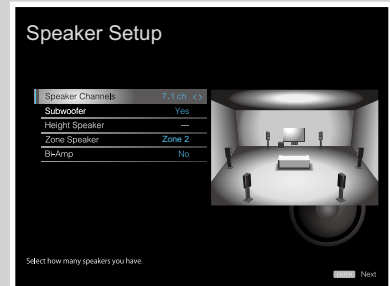 Speaker Setup
Speaker Channels 7.1 ch < >
Subwoofer Yes
Height Speaker —
Zone Speaker Zone 2
Bi-Amp No
Select how many speakers you have.
ENTER Next